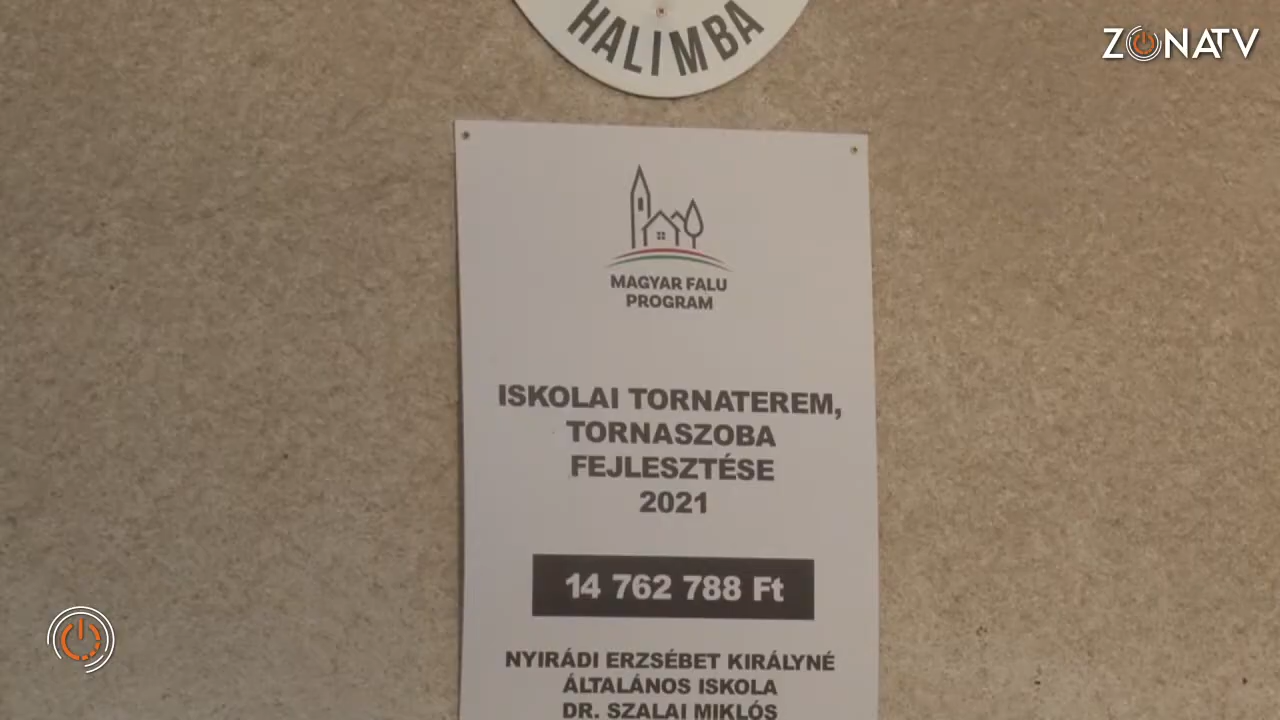 HALIMBA
ZONATV
MAGYAR FALU
PROGRAM
ISKOLAI TORNATEREM,
TORNASZOBA
FEJLESZTÉSE
2021
14 762 788 Ft
NYIRÁDI ERZSÉBET KIRÁLYNÉ
ÁLTALÁNOS ISKOLA
DR. SZALAI MIKLÓS